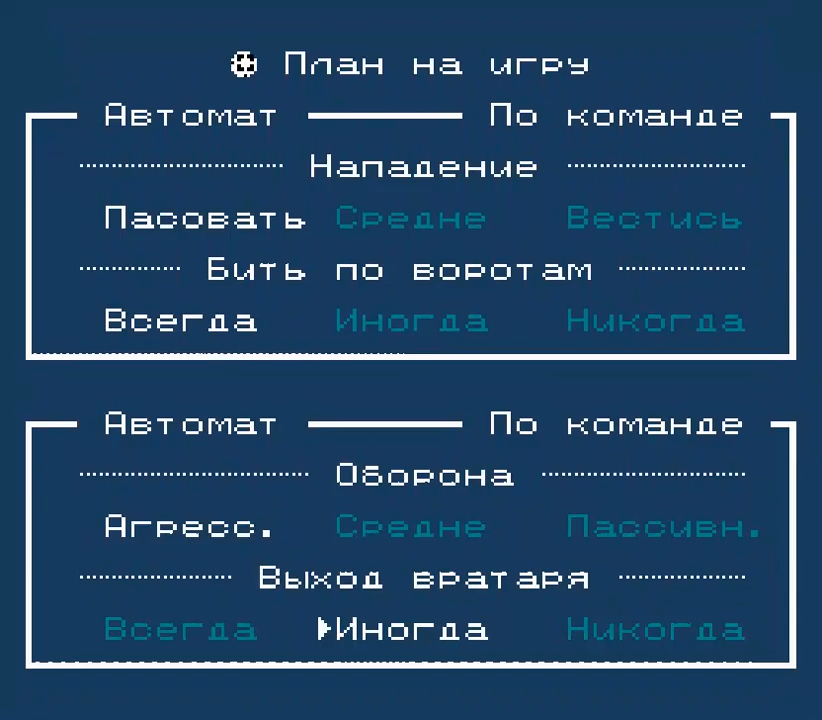 План на игру
Автомат По команде
Нападение
Пасовать Средне Вестись
Бить по воротам
Всегда Иногда Никогда
Автомат По команде
Оборона
Агресс. Средне Пассивн.
Выход вратаря
Всегда Иногда Никогда